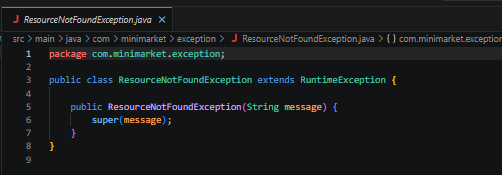 J ResourceNotFoundException.java ×
src > main > java > com > minimarket > exception > J ResourceNotFoundException.java > { } com.minimarket.exception
1 package com.minimarket.exception;
2
3 public class ResourceNotFoundException extends RuntimeException {
4
5     public ResourceNotFoundException(String message) {
6         super(message);
7     }
8 }
9